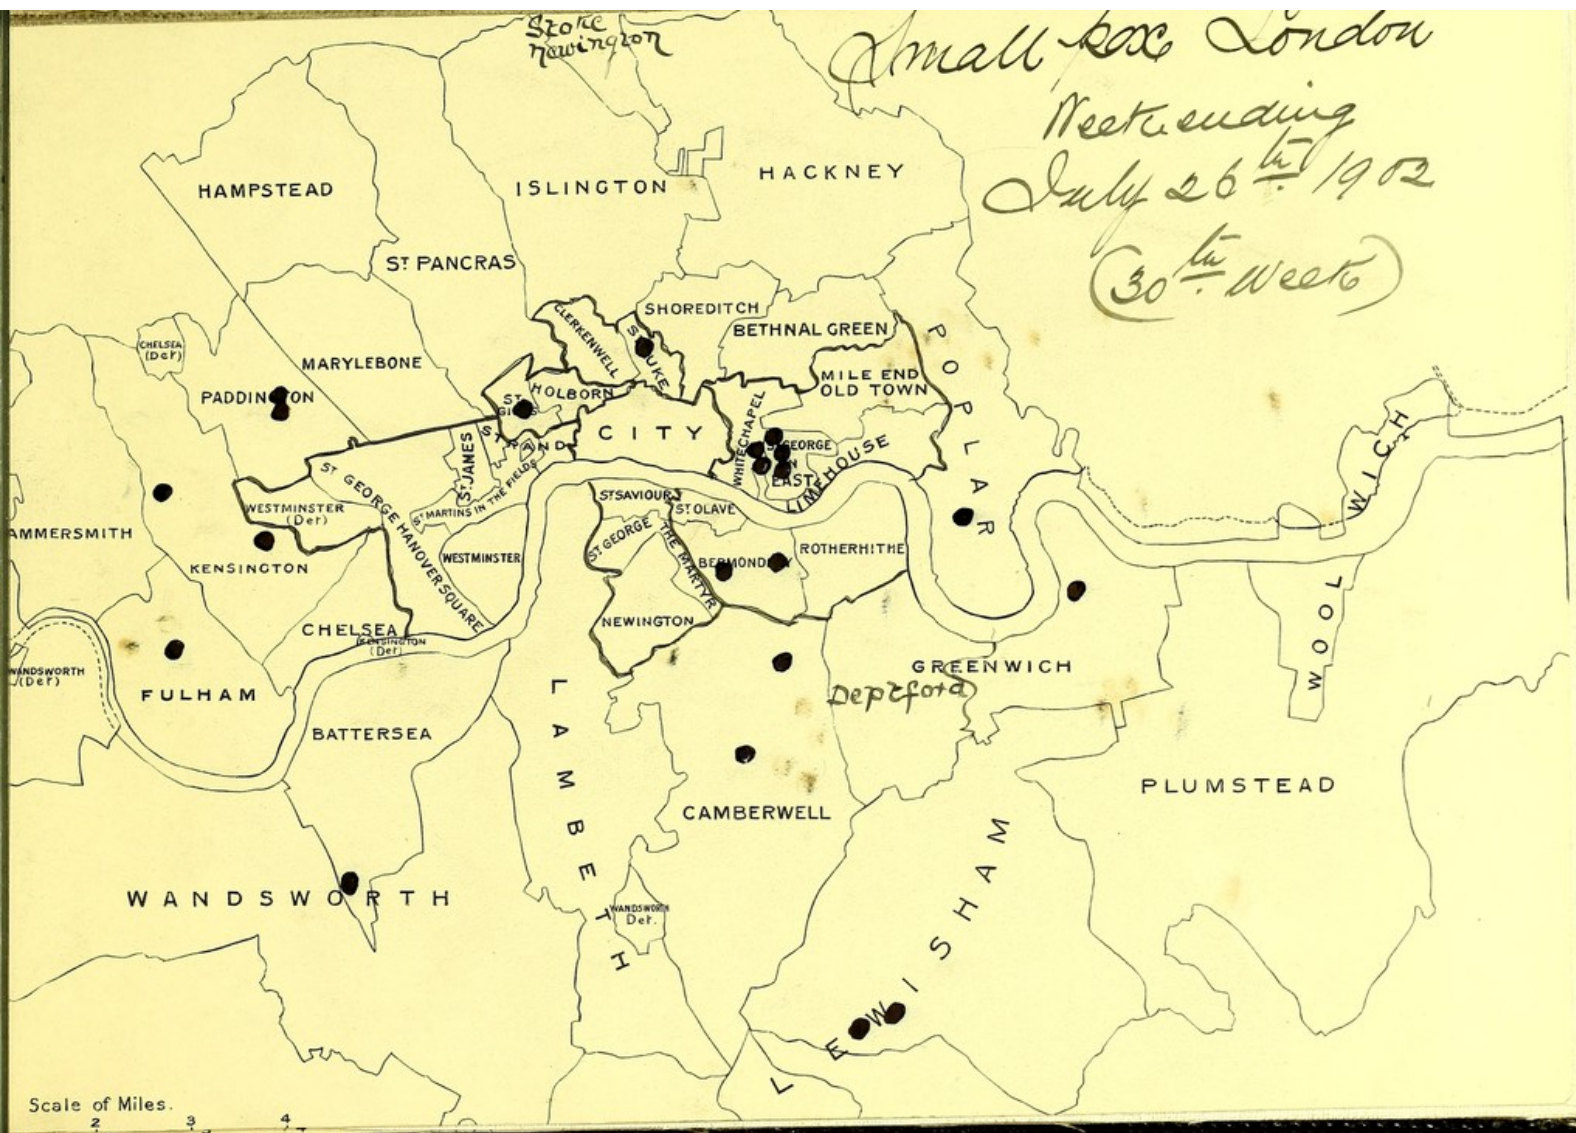 Stoke
Newington
Small pox London
Week ending
July 26th 1902
(30th Week)
HAMPSTEAD
ISLINGTON
HACKNEY
ST PANCRAS
SHOREDITCH
CLERKENWELL
BETHNAL GREEN
CHELSEA
(Det)
MARYLEBONE
PADDINGTON
ST LUKE
MILE END
OLD TOWN
POPLAR
HOLBORN
ST
GILES
STRAND
CITY
WHITECHAPEL
ST GEORGE
IN
EAST
LIMEHOUSE
ST JAMES
ST MARTINS IN THE FIELDS
ST GEORGE HANOVER SQUARE
WESTMINSTER
(Det)
WESTMINSTER
ST SAVIOUR
ST OLAVE
ST GEORGE THE MARTYR
BERMONDSEY
ROTHERHITHE
AMMERSMITH
KENSINGTON
NEWINGTON
CHELSEA
KENSINGTON
(Det)
WANDSWORTH
(Det)
FULHAM
GREENWICH
Deptford
WOOLWICH
BATTERSEA
LAMBETH
CAMBERWELL
PLUMSTEAD
WANDSWORTH
WANDSWORTH
Det.
LEWISHAM
Scale of Miles.
2 3 4